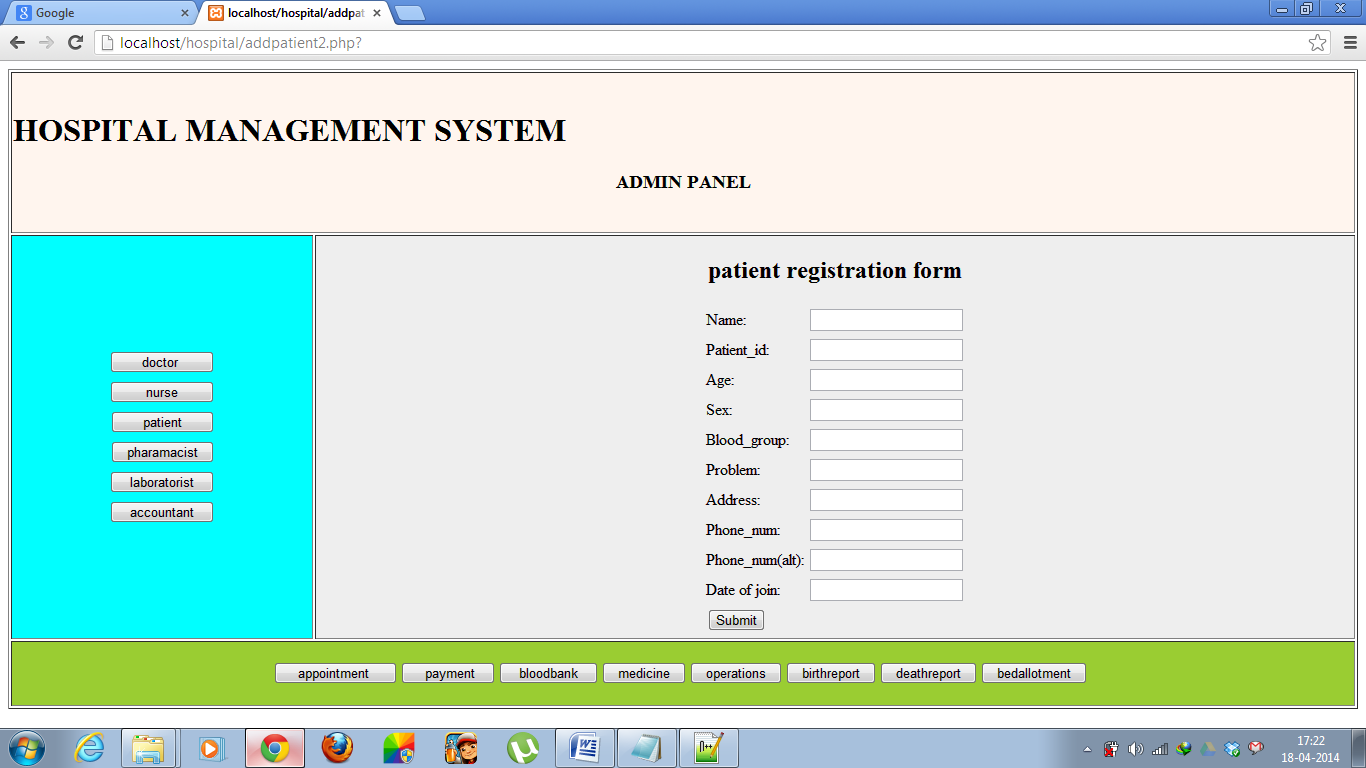 Google
localhost/hospital/addpat
localhost/hospital/addpatient2.php?
HOSPITAL MANAGEMENT SYSTEM
ADMIN PANEL
doctor
nurse
patient
pharamacist
laboratorist
accountant
patient registration form
Name:
Patient_id:
Age:
Sex:
Blood_group:
Problem:
Address:
Phone_num:
Phone_num(alt):
Date of join:
Submit
appointment payment bloodbank medicine operations birthreport deathreport bedallotment
17:22
18-04-2014